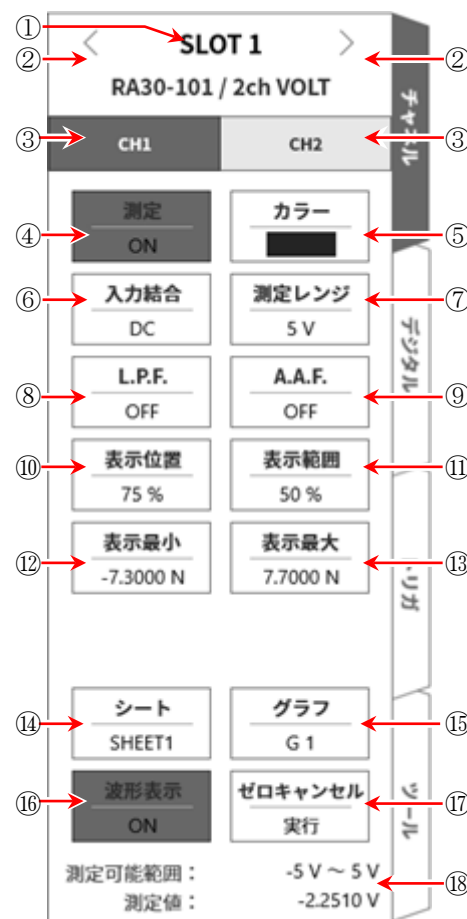 ① SLOT 1
② < > ②
RA30-101 / 2ch VOLT
③ CH1 CH2 ③
④ 測定 ON
カラー ⑤
⑥ 入力結合 DC
測定レンジ 5 V ⑦
⑧ L.P.F. OFF
A.A.F. OFF ⑨
⑩ 表示位置 75 %
表示範囲 50 % ⑪
⑫ 表示最小 -7.3000 N
表示最大 7.7000 N ⑬
⑭ シート SHEET1
グラフ G 1 ⑮
⑯ 波形表示 ON
ゼロキャンセル 実行 ⑰
測定可能範囲： -5 V ～ 5 V
測定値： -2.2510 V ⑱
チャネル
デジタル
トリガ
ツール